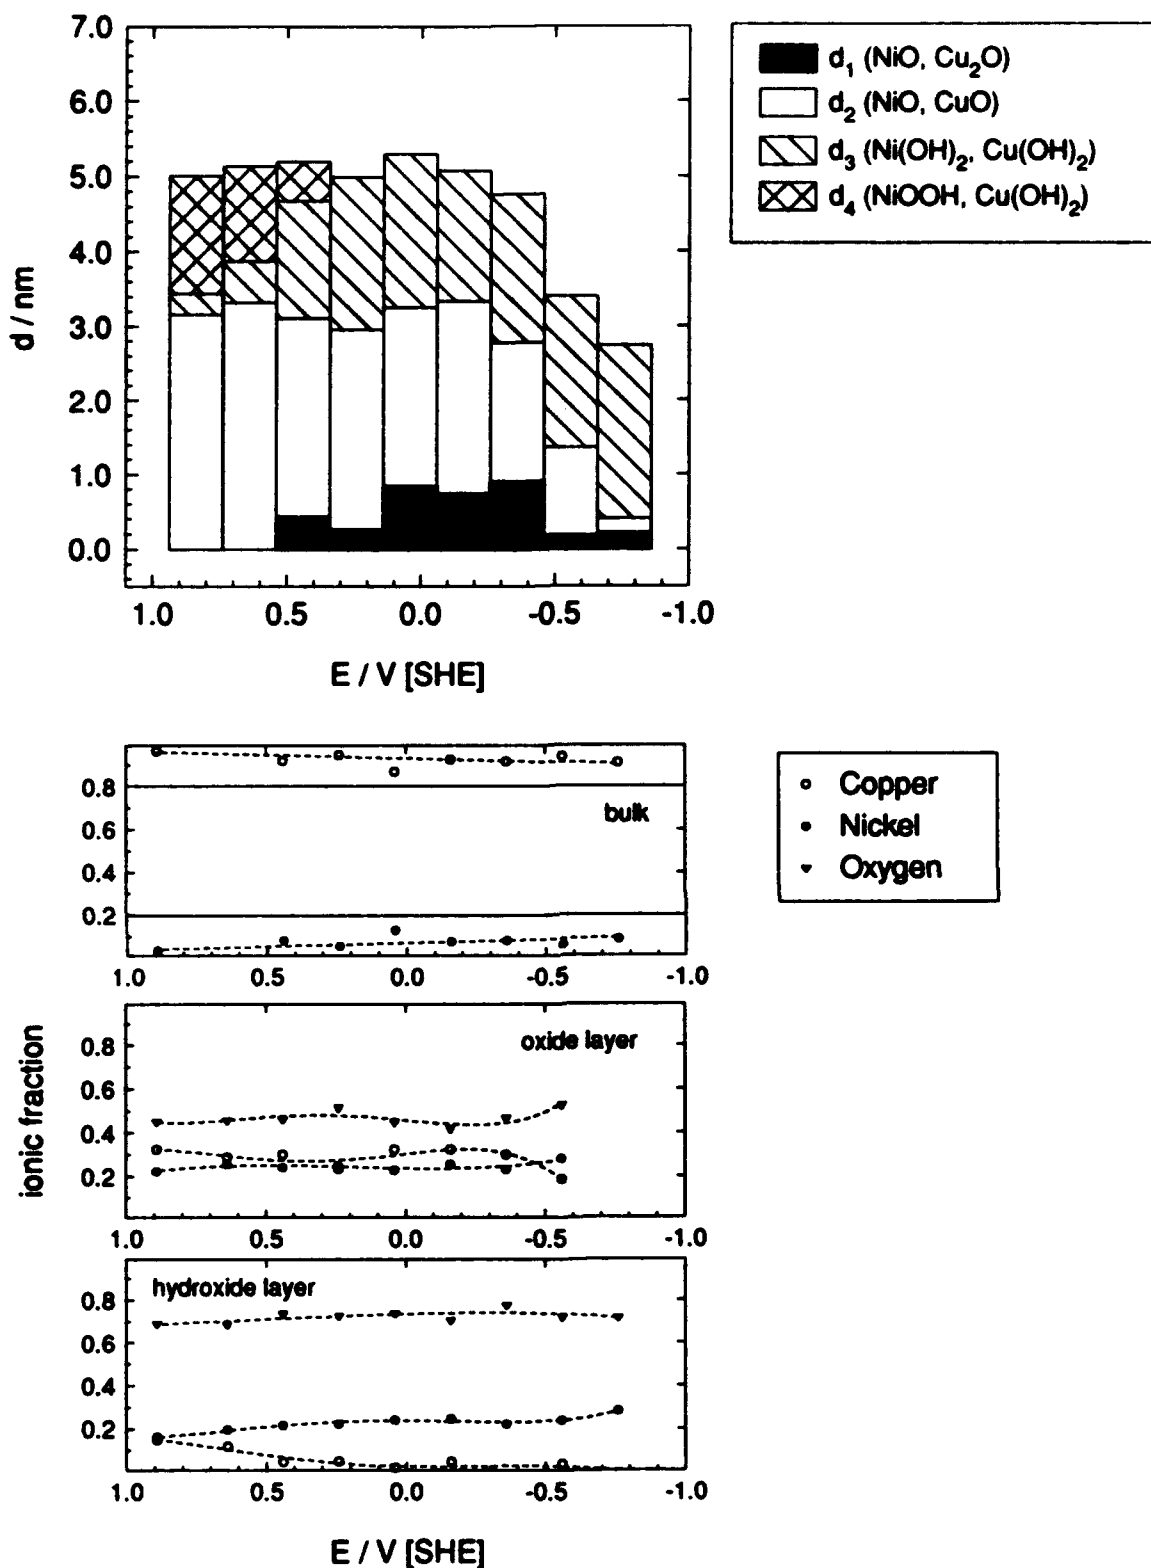 7.0
6.0
5.0
4.0
3.0
2.0
1.0
0.0
d / nm
1.0 0.5 0.0 -0.5 -1.0
E / V [SHE]
d₁ (NiO, Cu₂O)
d₂ (NiO, CuO)
d₃ (Ni(OH)₂, Cu(OH)₂)
d₄ (NiOOH, Cu(OH)₂)
0.8
0.6
0.4
0.2
bulk
1.0 0.5 0.0 -0.5 -1.0
Copper
Nickel
Oxygen
ionic fraction
oxide layer
0.8
0.6
0.4
0.2
1.0 0.5 0.0 -0.5 -1.0
hydroxide layer
0.8
0.6
0.4
0.2
1.0 0.5 0.0 -0.5 -1.0
E / V [SHE]